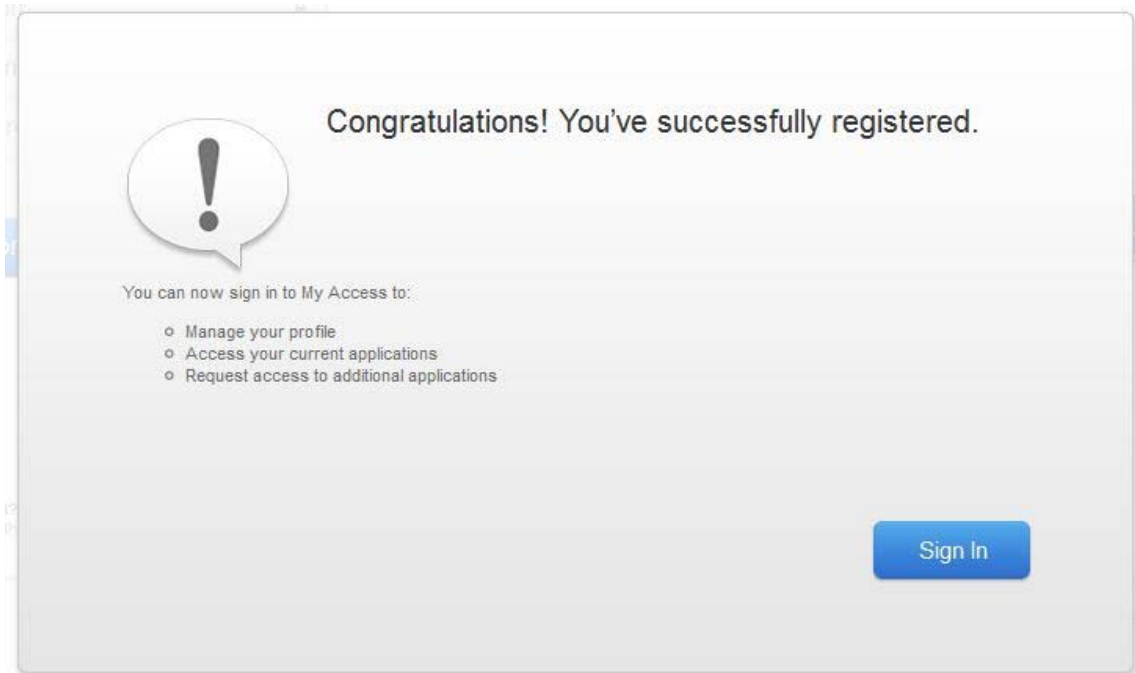 Congratulations! You've successfully registered.
You can now sign in to My Access to:
Manage your profile
Access your current applications
Request access to additional applications
Sign In